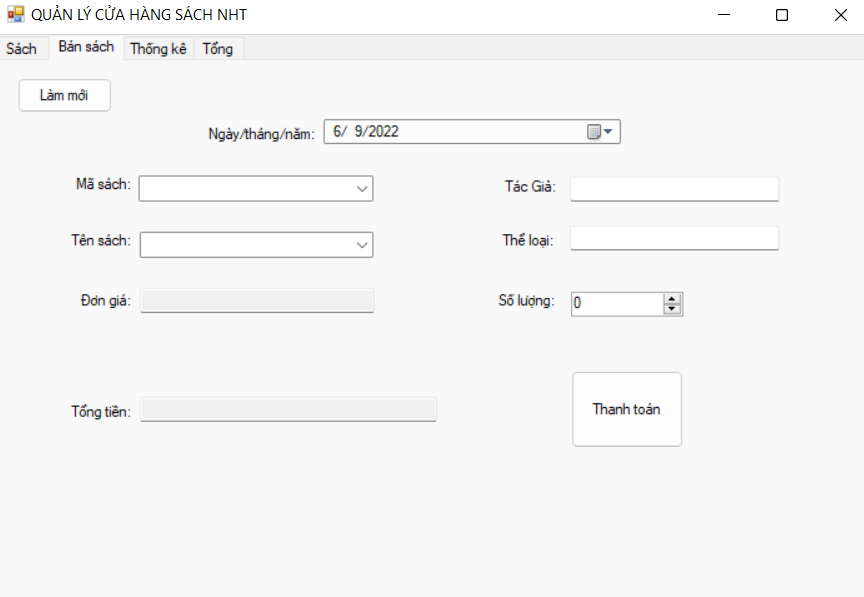 QUẢN LÝ CỬA HÀNG SÁCH NHT
Sách Bán sách Thống kê Tổng
Làm mới
Ngày/tháng/năm: 6/ 9/2022
Mã sách: Tác Giả:
Tên sách: Thể loại:
Đơn giá: Số lượng: 0
Tổng tiền: Thanh toán